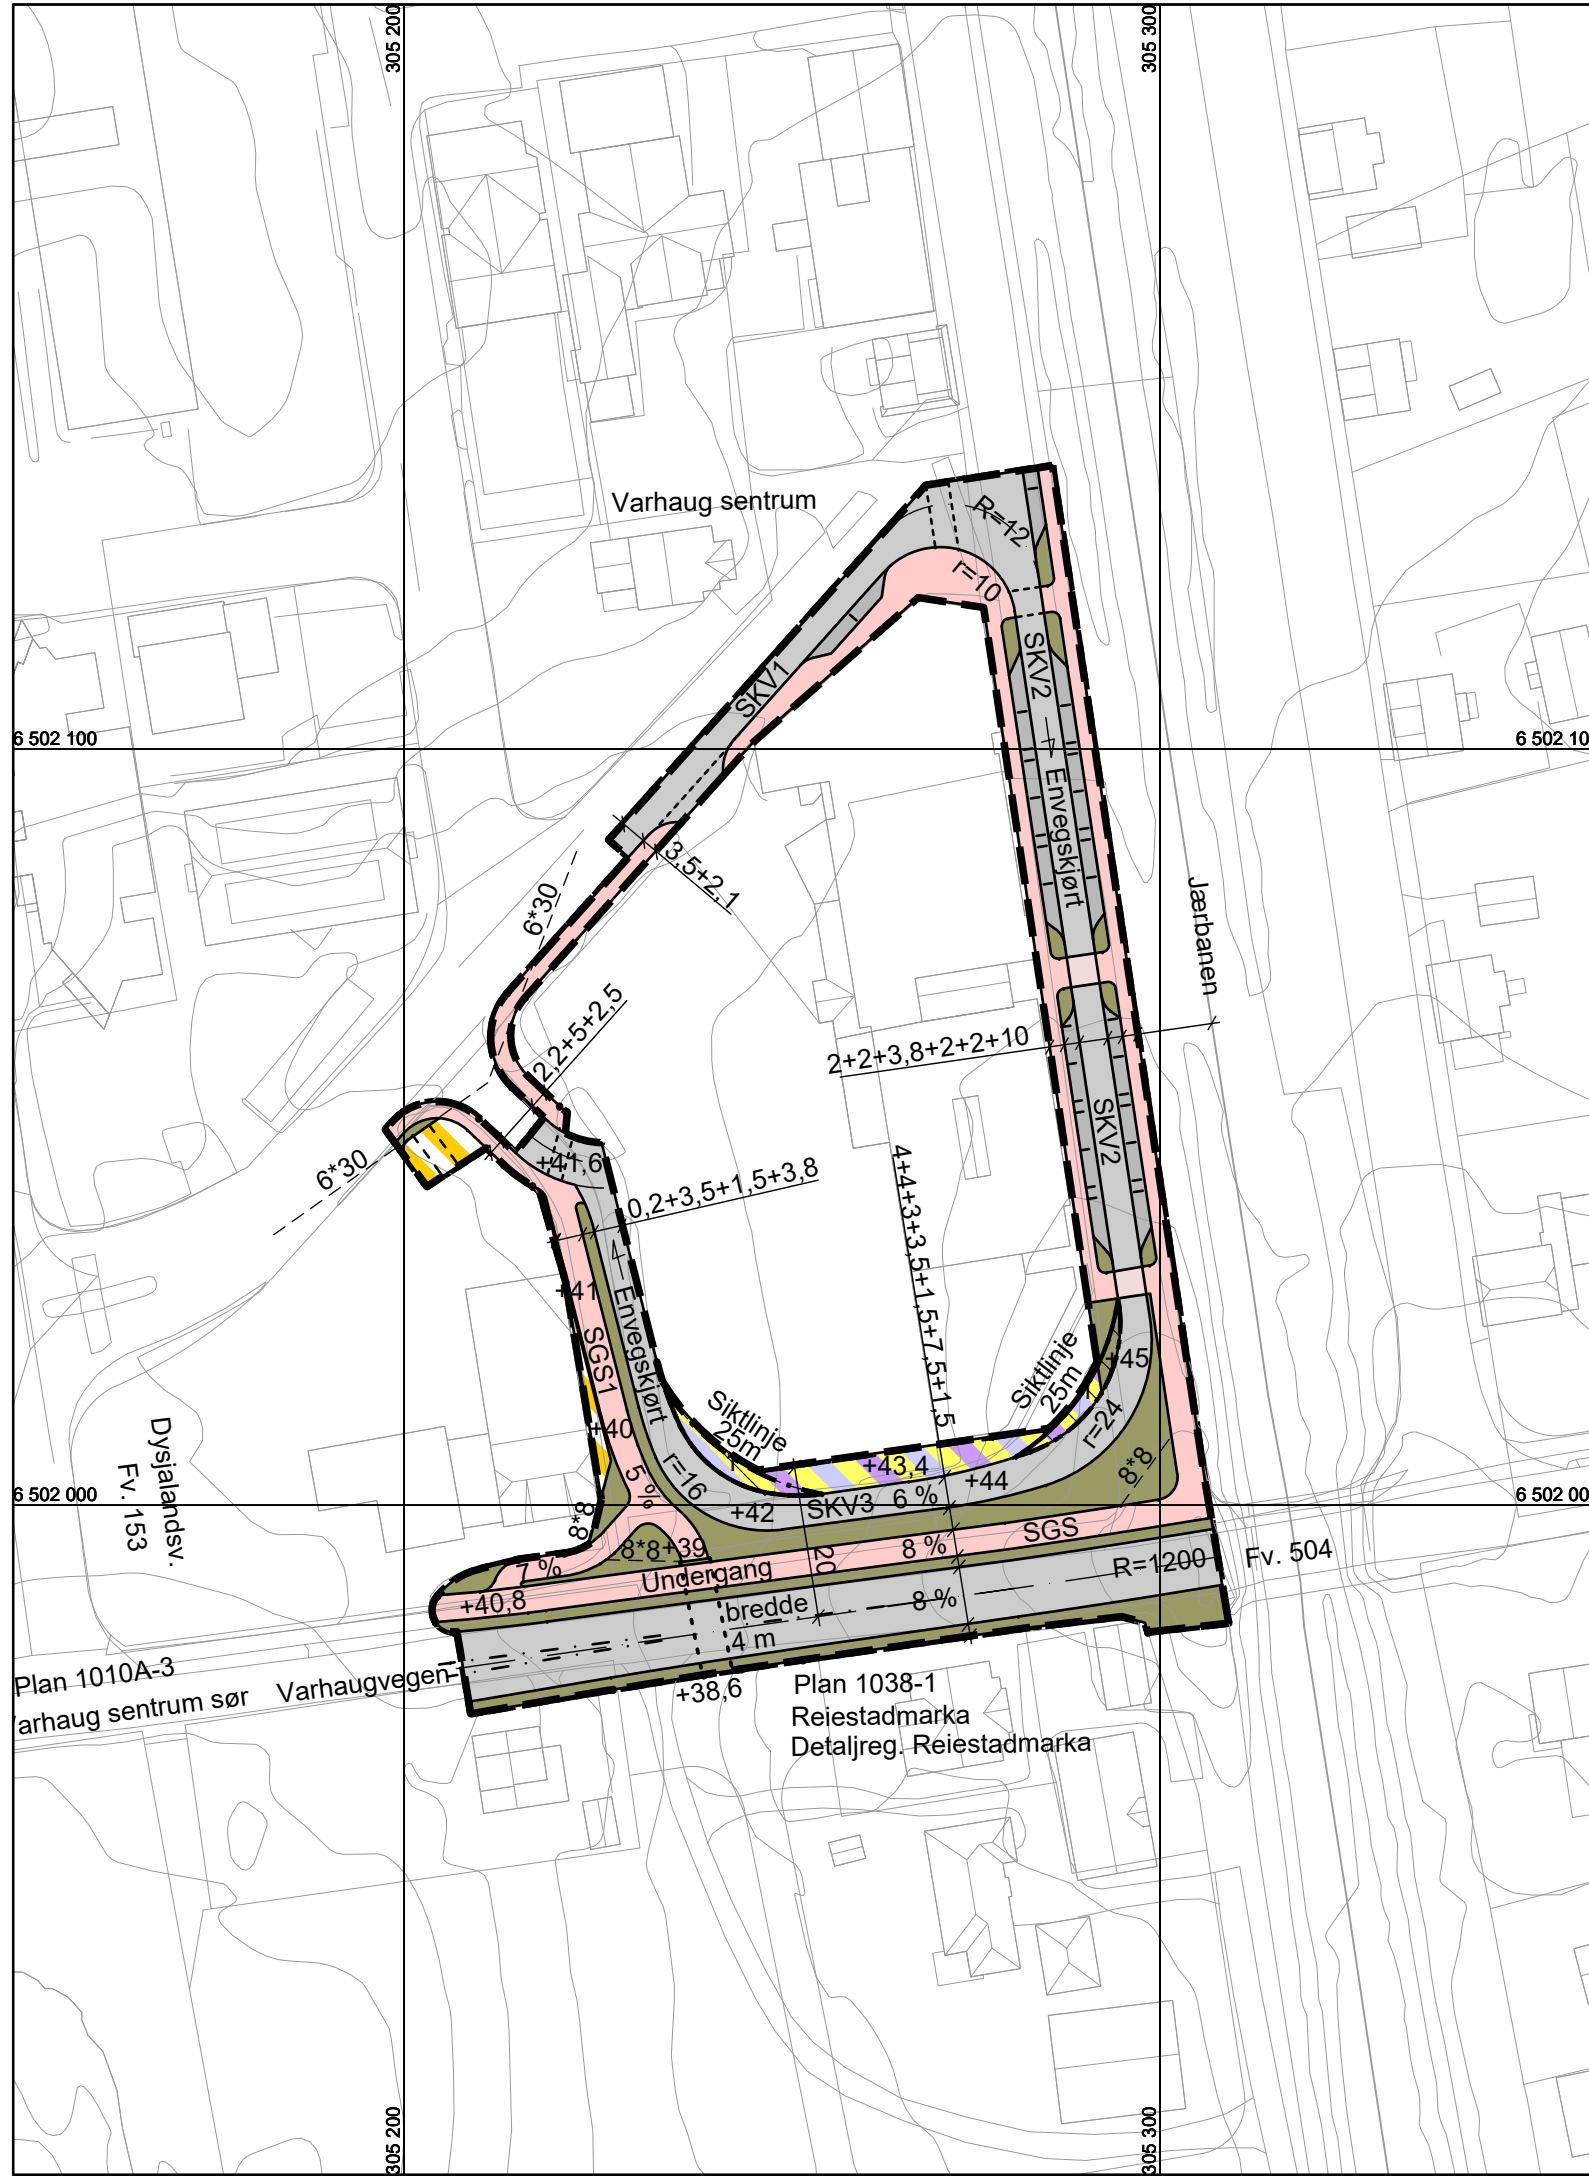 305 200
305 300
Varhaug sentrum
R=12
r=10
SKV1
SKV2
Envegskjørt
6 502 100
6 502 10
3,5+2,1
6*30
Jærbanen
2,2+5+2,5
2+2+3,8+2+2+10
SKV2
6*30
+41,6
0,2+3,5+1,5+3,8
4+4+3+3,5+1,5+7,5+1,5
+41
Envegskjørt
SGS1
Siktlinje
25m
Siktlinje
25m
+45
r=24
+40
5 %
r=16
+43,4
+44
8*8
Dysjalandsv.
Fv. 153
6 502 000
6 502 00
+42
SKV3
6 %
8*8
8*8
+39
20
8 %
SGS
7 %
Undergang
R=1200
Fv. 504
+40,8
bredde
4 m
8 %
Plan 1010A-3
arhaug sentrum sør
Varhaugvegen
+38,6
Plan 1038-1
Reiestadmarka
Detaljreg. Reiestadmarka
305 200
305 300